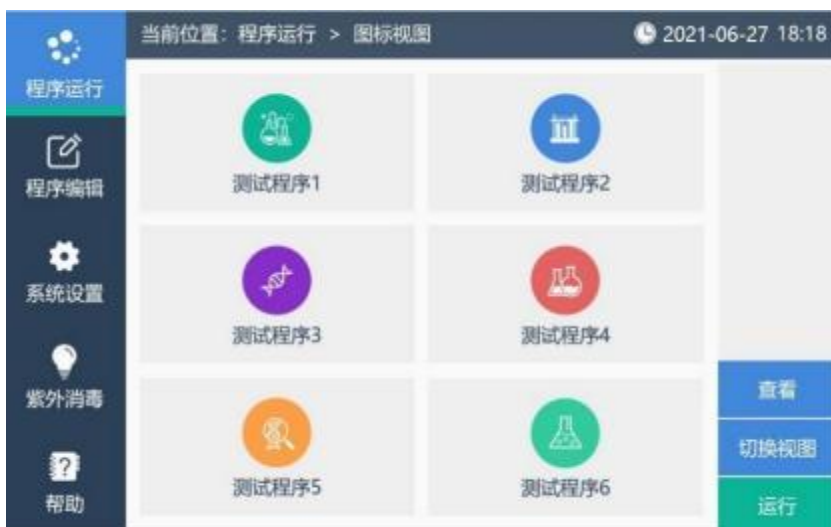 当前位置：程序运行 > 图标视图
2021-06-27 18:18
程序运行
程序编辑
系统设置
紫外消毒
帮助
测试程序1
测试程序2
测试程序3
测试程序4
测试程序5
测试程序6
查看
切换视图
运行